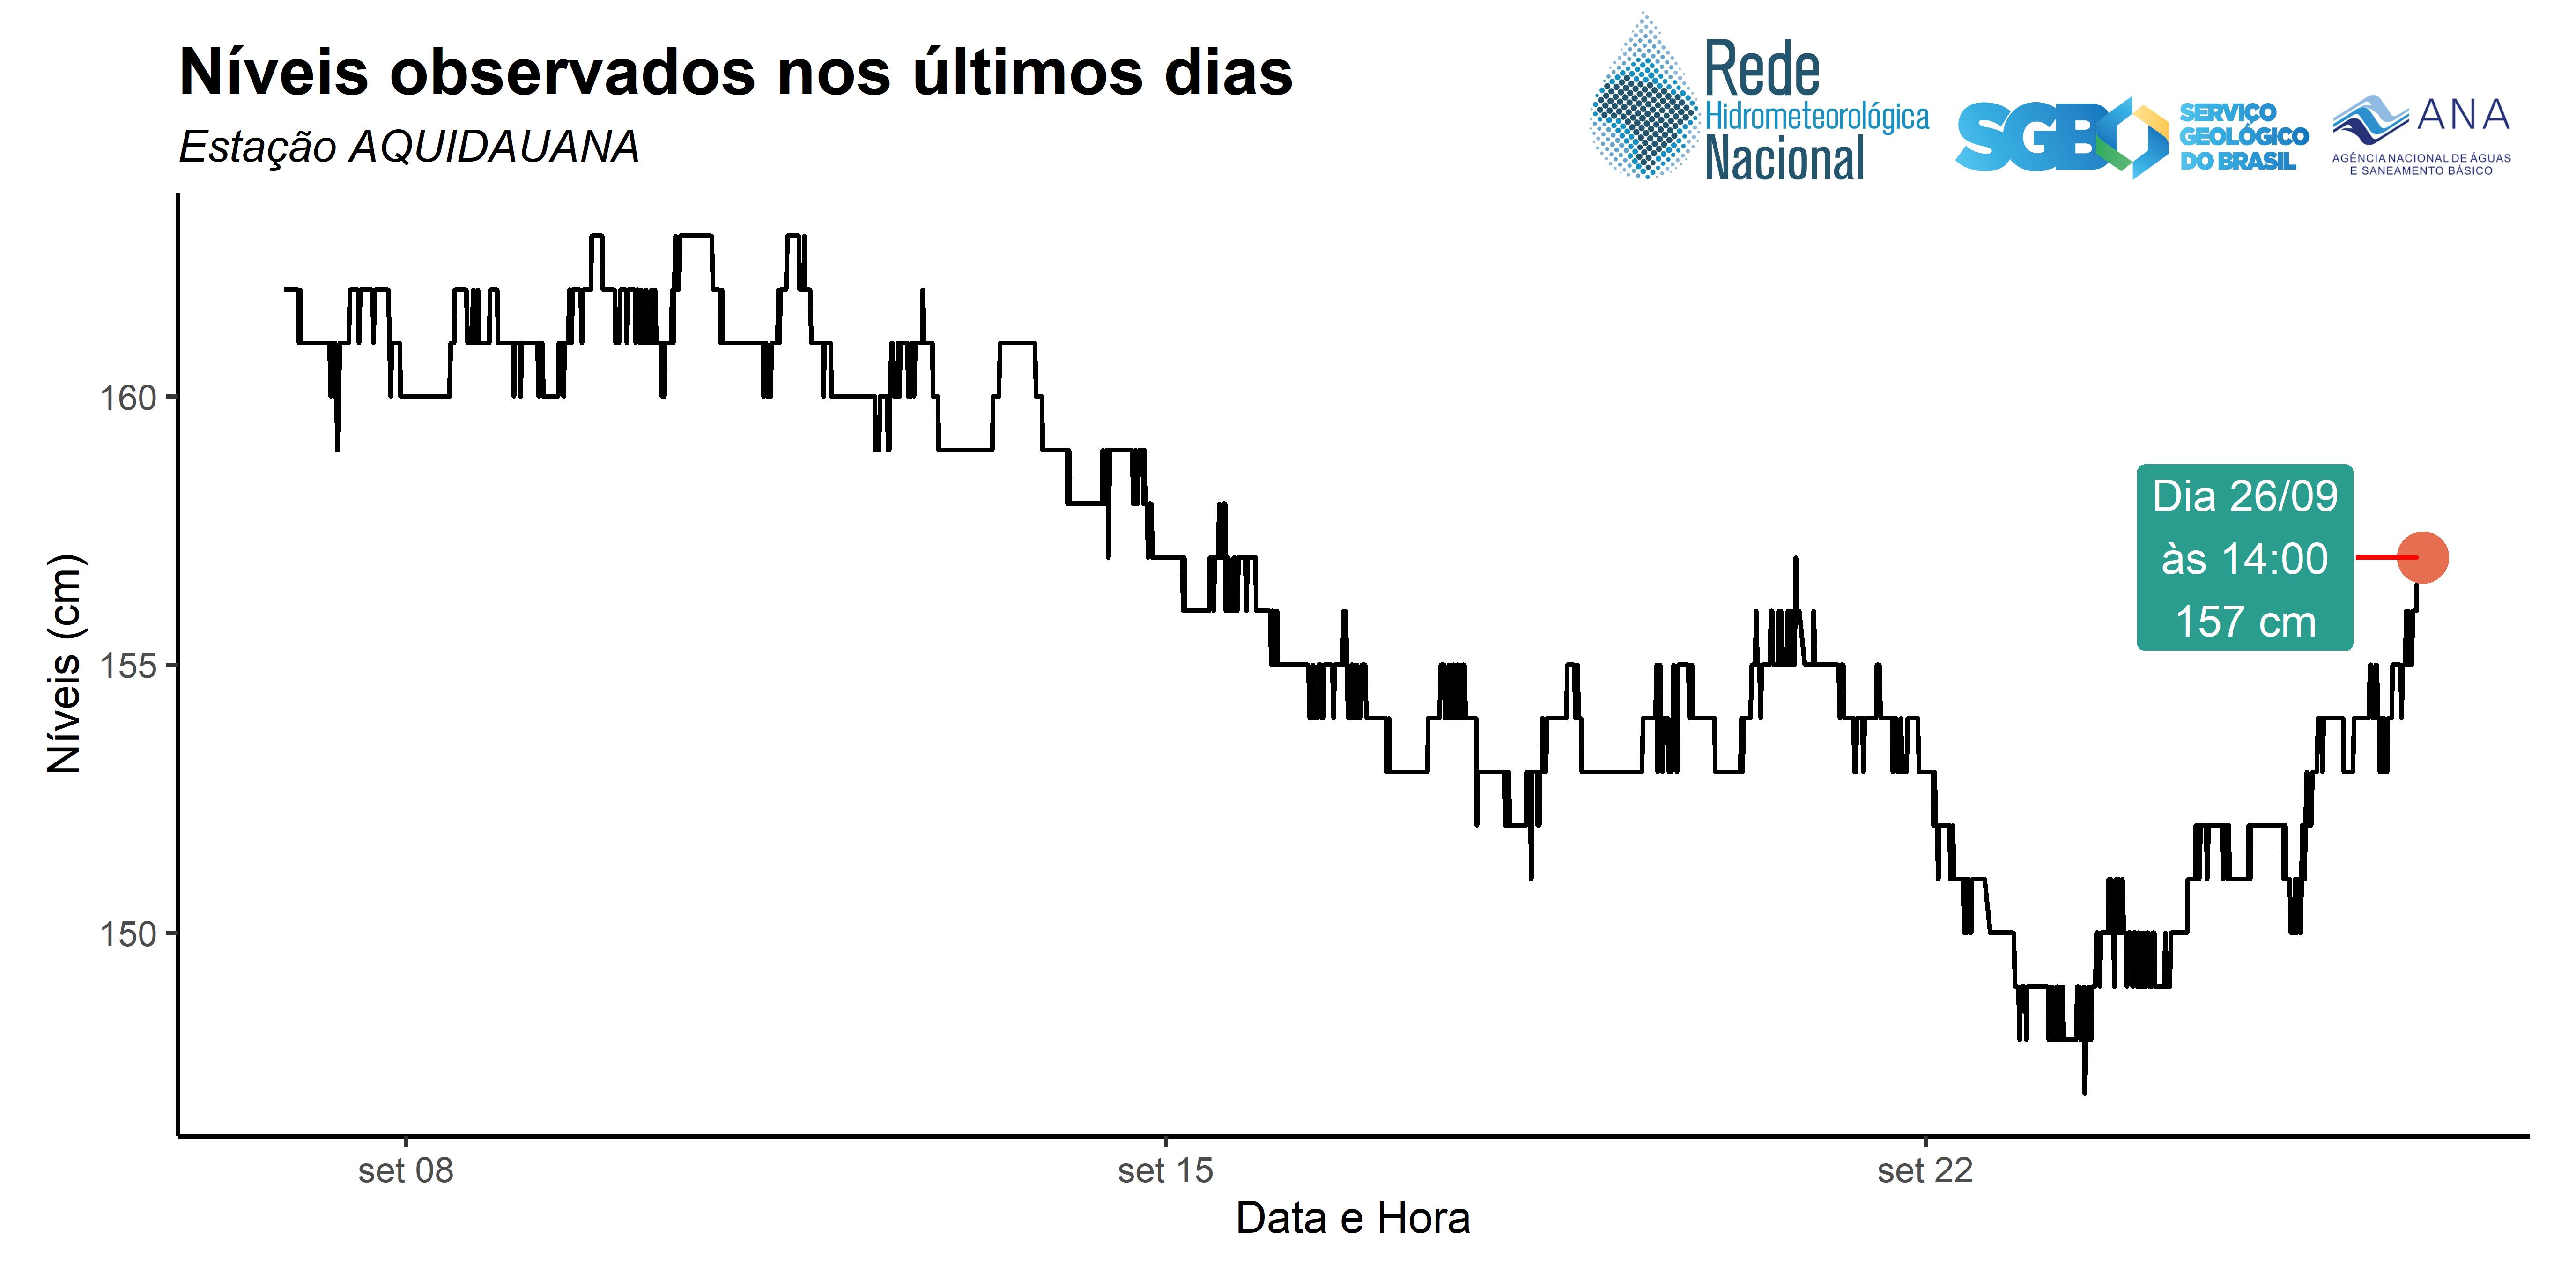 Níveis observados nos últimos dias
Estação AQUIDAUANA
Rede
Hidrometeorológica
Nacional
SGB
SERVIÇO
GEOLÓGICO
DO BRASIL
ANA
AGÊNCIA NACIONAL DE ÁGUAS
E SANEAMENTO BÁSICO
Níveis (cm)
160
155
150
Dia 26/09
às 14:00
157 cm
set 08
set 15
set 22
Data e Hora